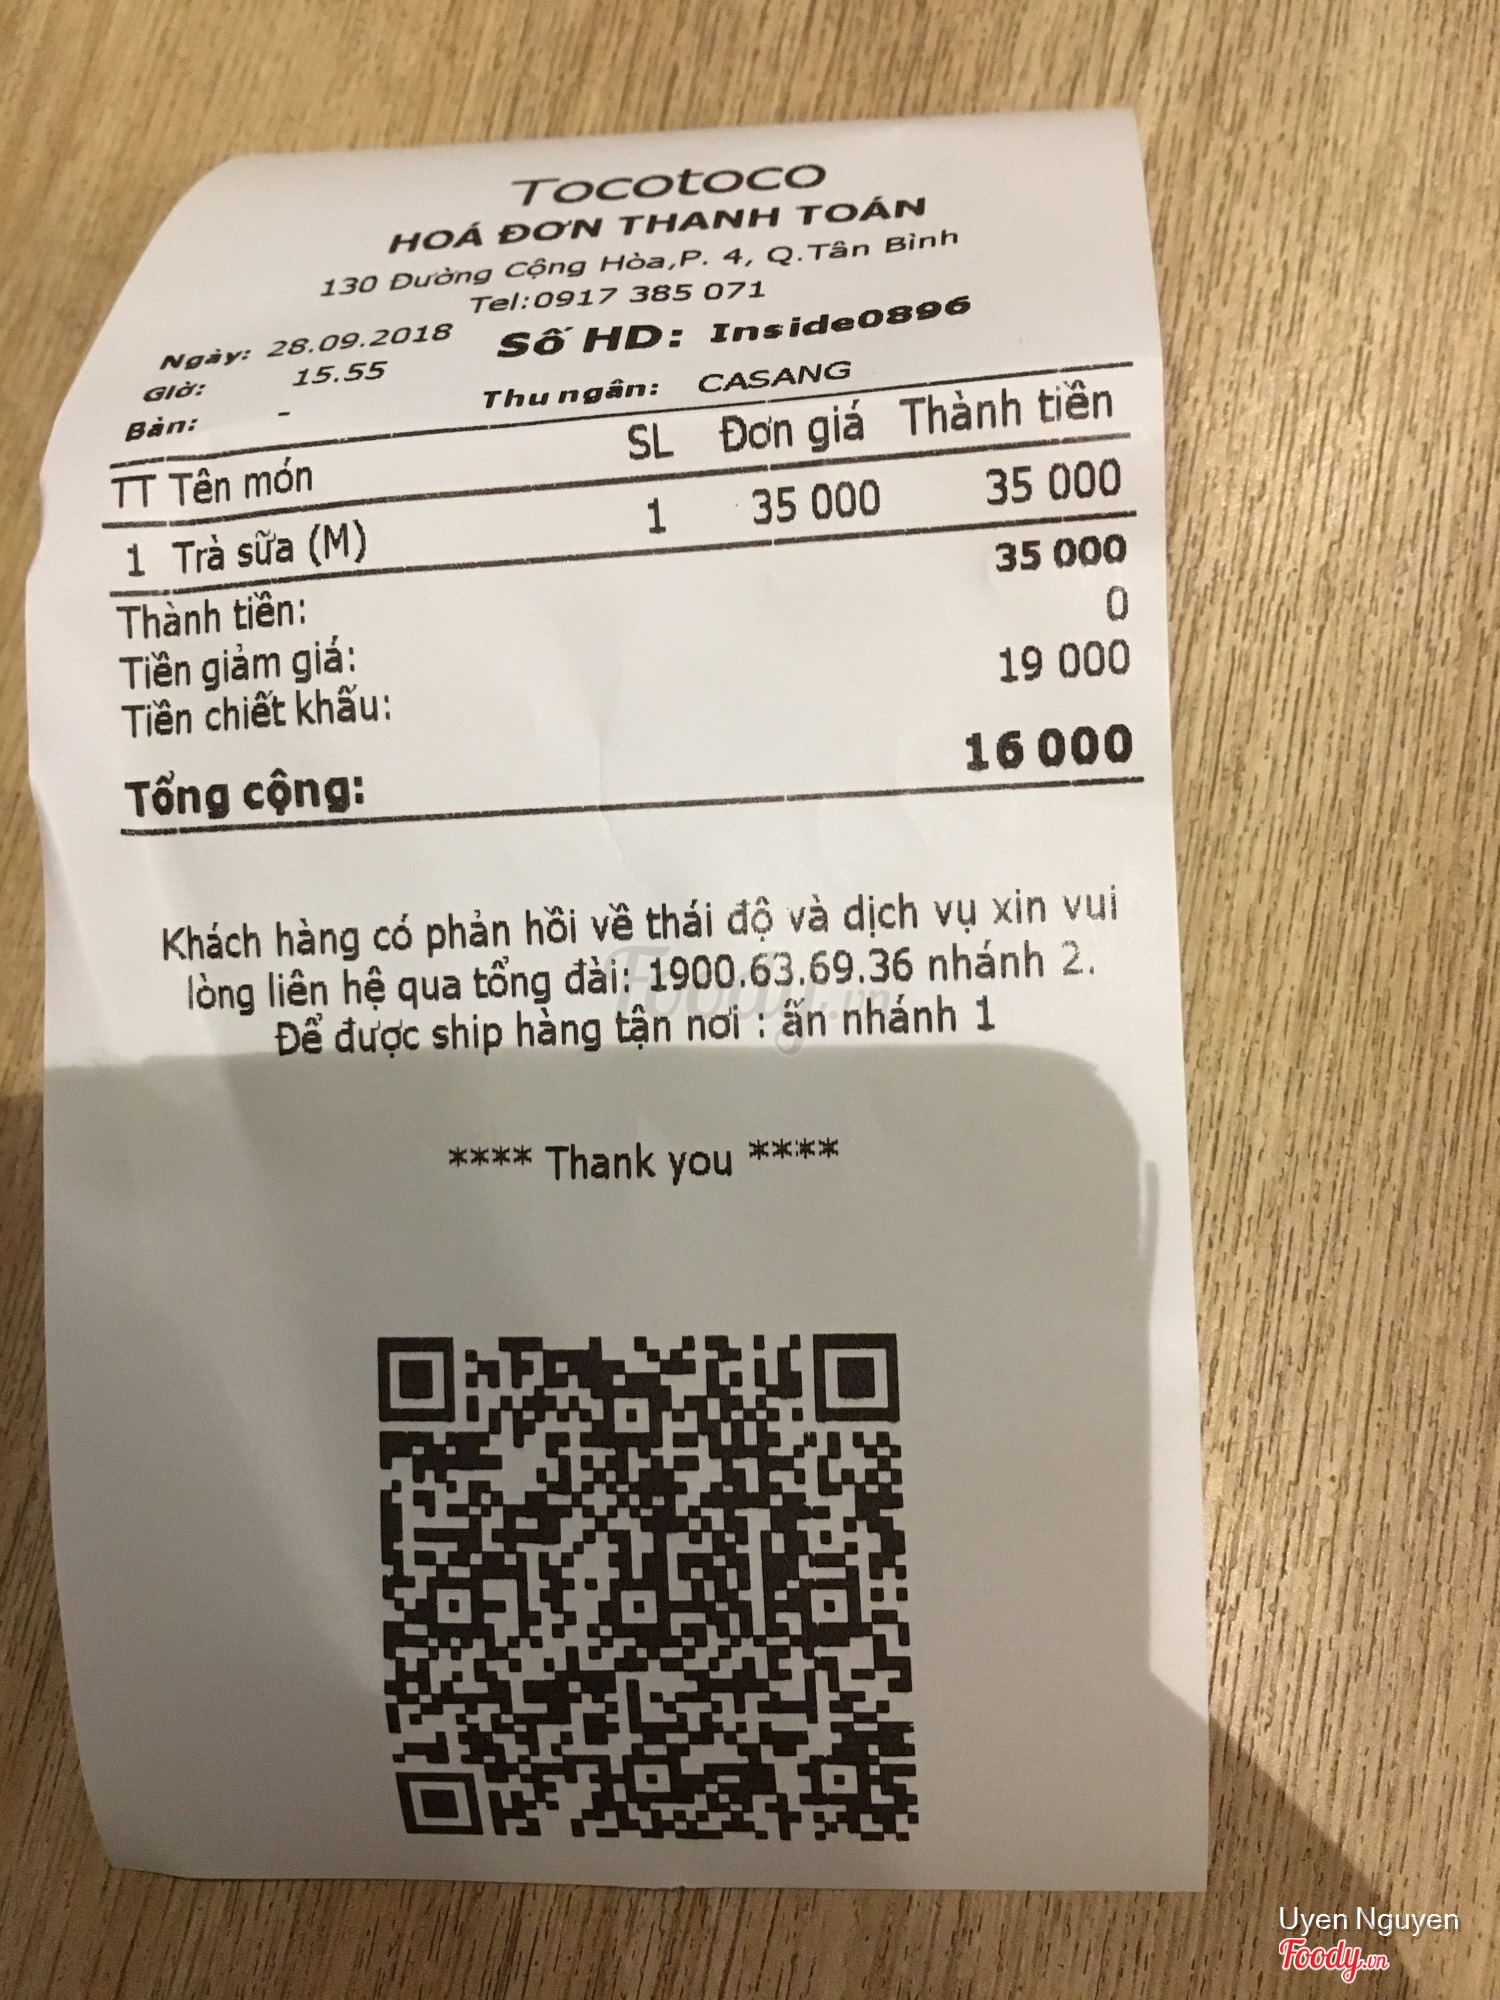 Tocotoco
HOÁ ĐƠN THANH TOÁN
130 Đường Cộng Hòa,P. 4, Q.Tân Bình
Tel:0917 385 071
Ngày: 28.09.2018 Số HD: Inside0896
Giờ: 15.55
Bàn: - Thu ngân: CASANG
TT Tên món SL Đơn giá Thành tiền
1 Trà sữa (M) 1 35 000 35 000
Thành tiền: 35 000
Tiền giảm giá: 0
Tiền chiết khấu: 19 000
Tổng cộng: 16 000
Khách hàng có phản hồi về thái độ và dịch vụ xin vui
lòng liên hệ qua tổng đài: 1900.63.69.36 nhánh 2.
Để được ship hàng tận nơi : ấn nhánh 1
Foody.vn
**** Thank you ****
Uyen Nguyen
Foody.vn